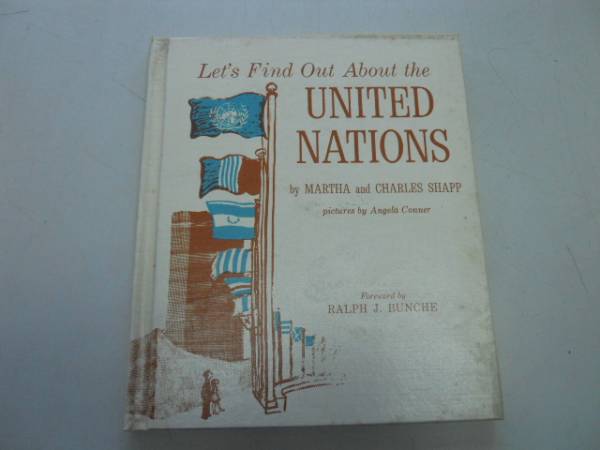 Let's Find Out About the
UNITED
NATIONS
by MARTHA and CHARLES SHAPP
pictures by Angela Conner
Foreword by
RALPH J. BUNCHE